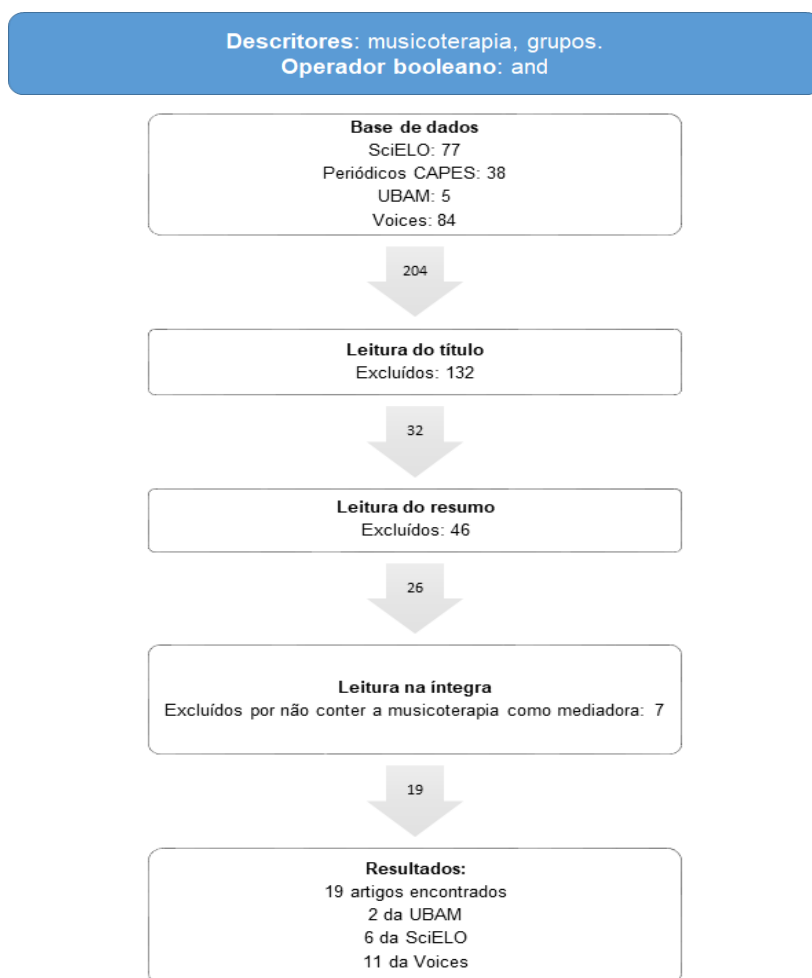 Descritores: musicoterapia, grupos.
Operador booleano: and
Base de dados
SciELO: 77
Periódicos CAPES: 38
UBAM: 5
Voices: 84
204
Leitura do título
Excluídos: 132
32
Leitura do resumo
Excluídos: 46
26
Leitura na íntegra
Excluídos por não conter a musicoterapia como mediadora: 7
19
Resultados:
19 artigos encontrados
2 da UBAM
6 da SciELO
11 da Voices